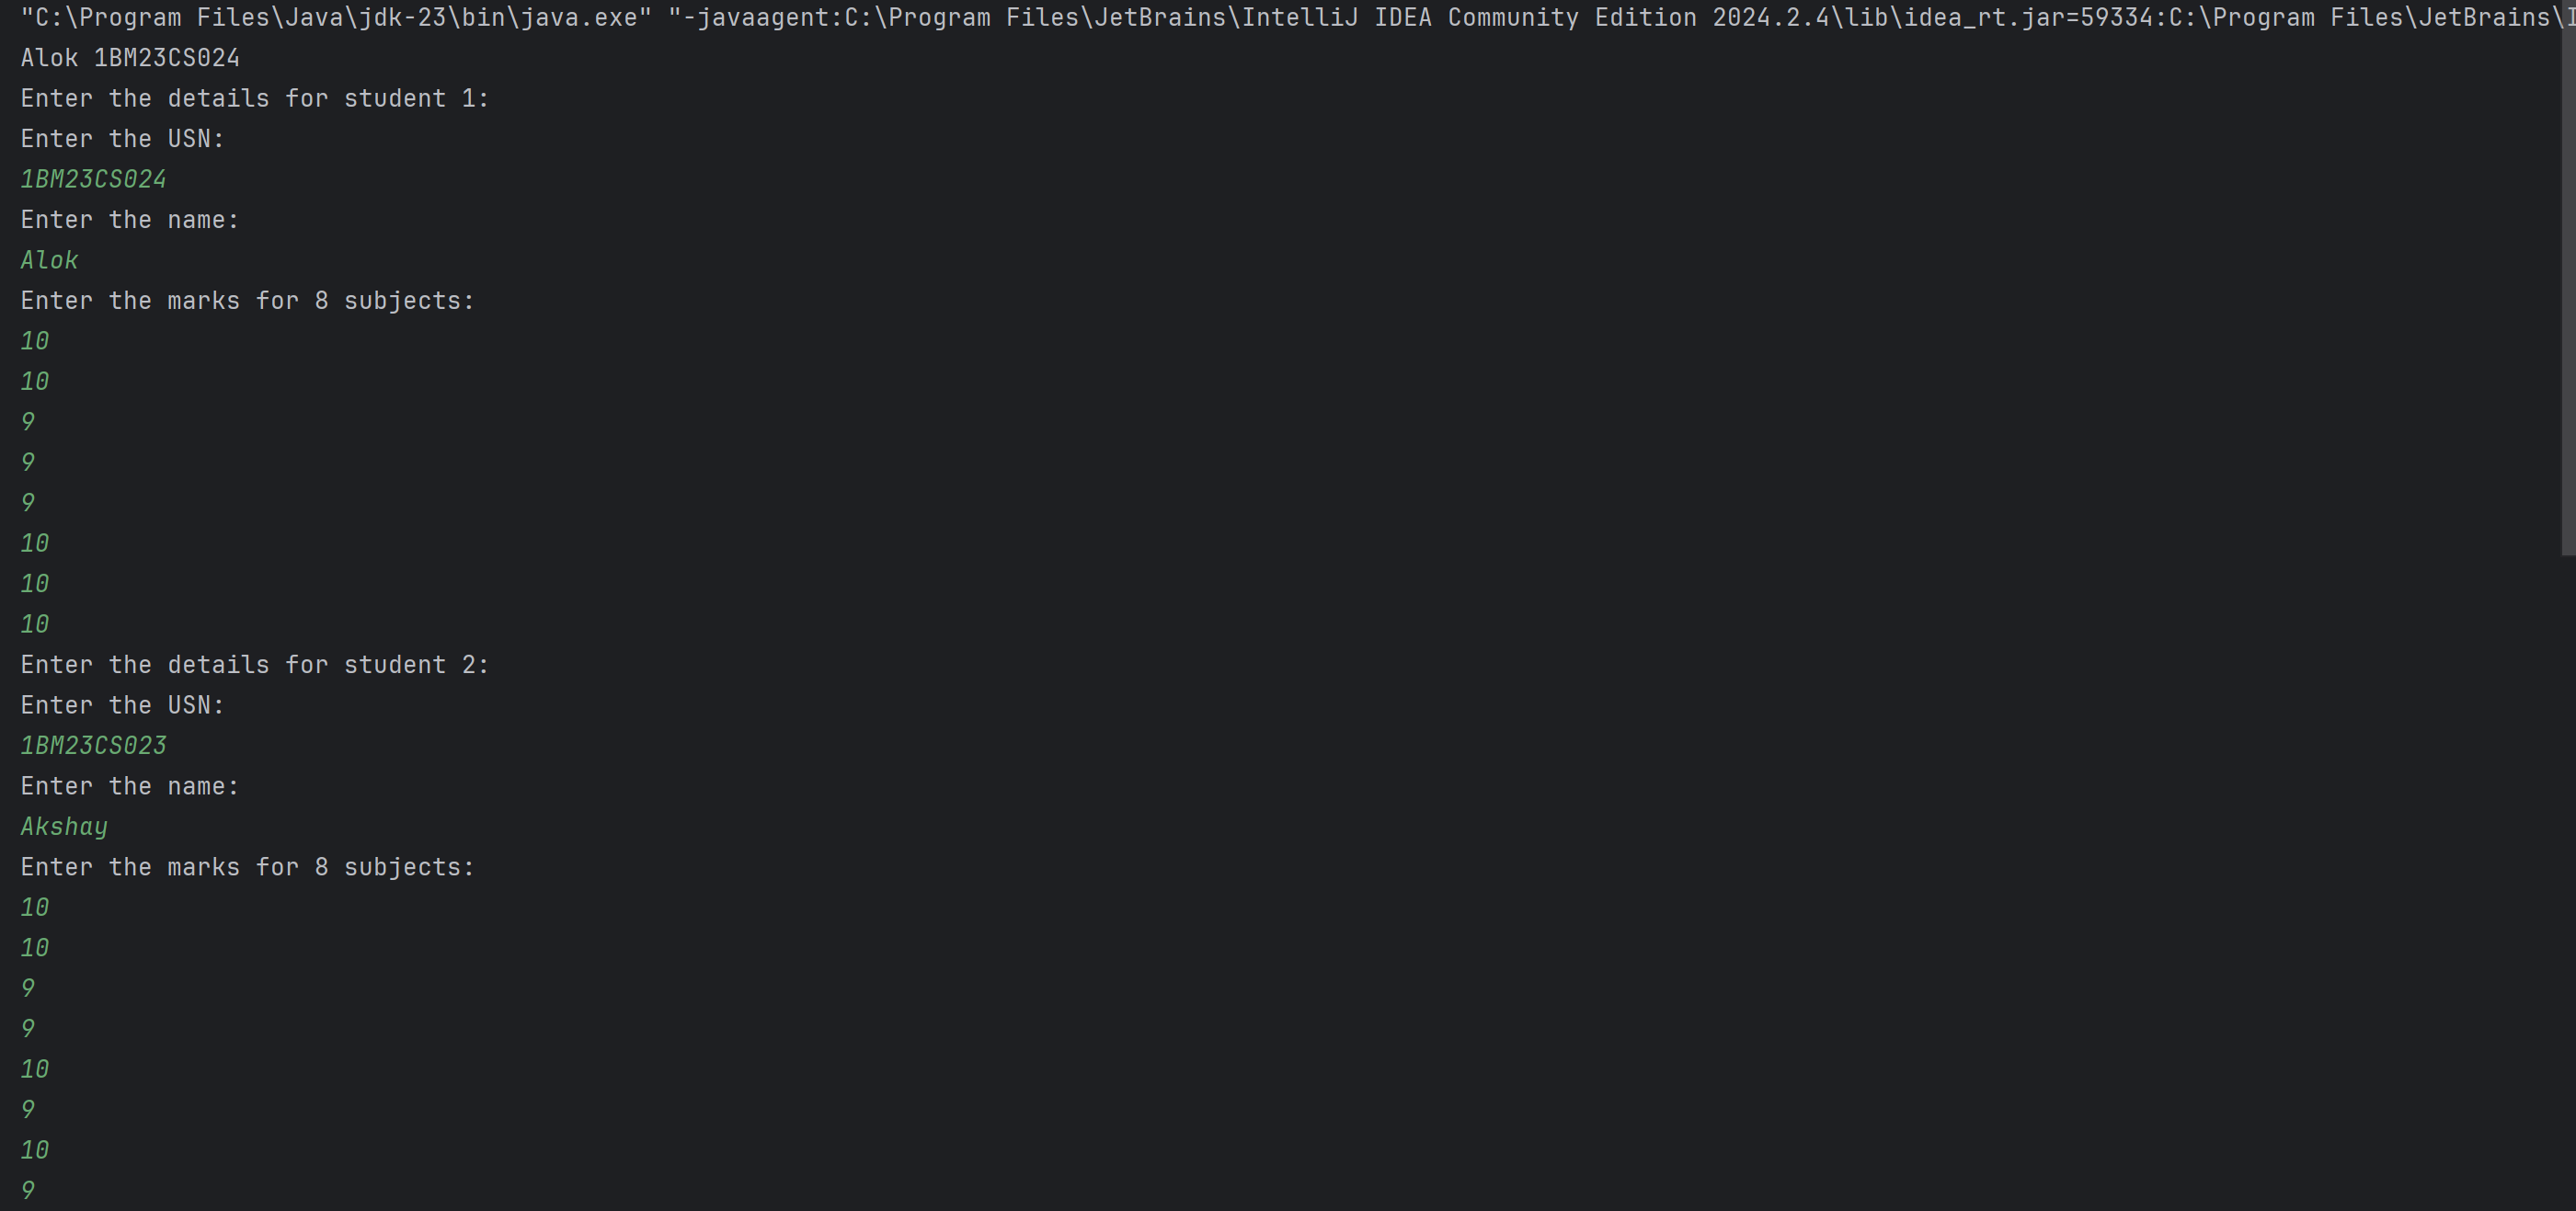 "C:\Program Files\Java\jdk-23\bin\java.exe" "-javaagent:C:\Program Files\JetBrains\IntelliJ IDEA Community Edition 2024.2.4\lib\idea_rt.jar=59334:C:\Program Files\JetBrains\I
Alok 1BM23CS024
Enter the details for student 1:
Enter the USN:
1BM23CS024
Enter the name:
Alok
Enter the marks for 8 subjects:
10
10
9
9
9
10
10
10
Enter the details for student 2:
Enter the USN:
1BM23CS023
Enter the name:
Akshay
Enter the marks for 8 subjects:
10
10
9
9
10
9
10
9